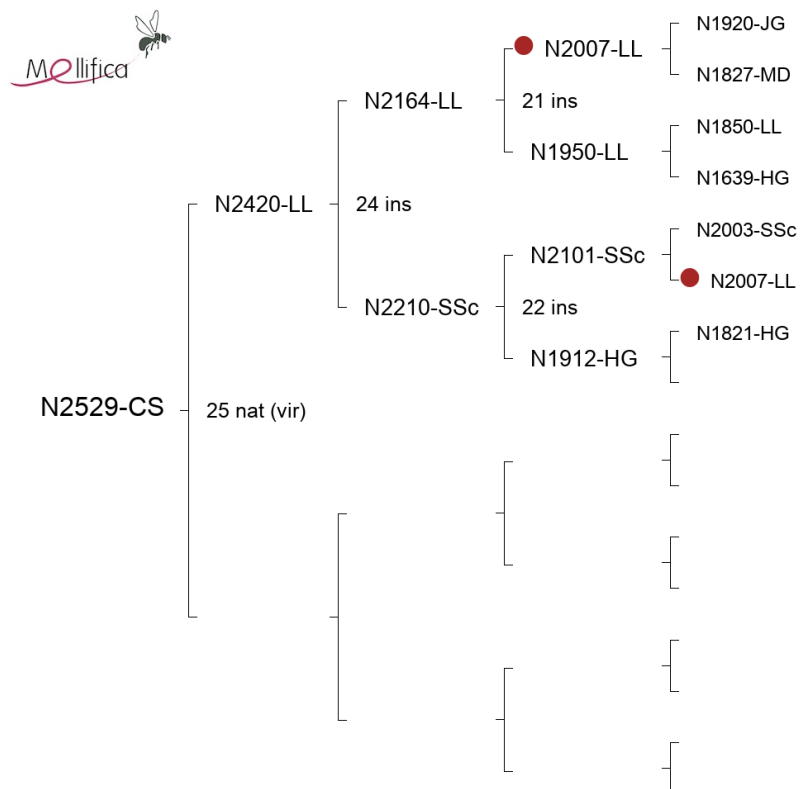 Mellifica
N1920-JG
N2007-LL
N1827-MD
N2164-LL
21 ins
N1850-LL
N1950-LL
N1639-HG
N2420-LL
24 ins
N2003-SSc
N2101-SSc
N2007-LL
N2210-SSc
22 ins
N1821-HG
N1912-HG
N2529-CS
25 nat (vir)